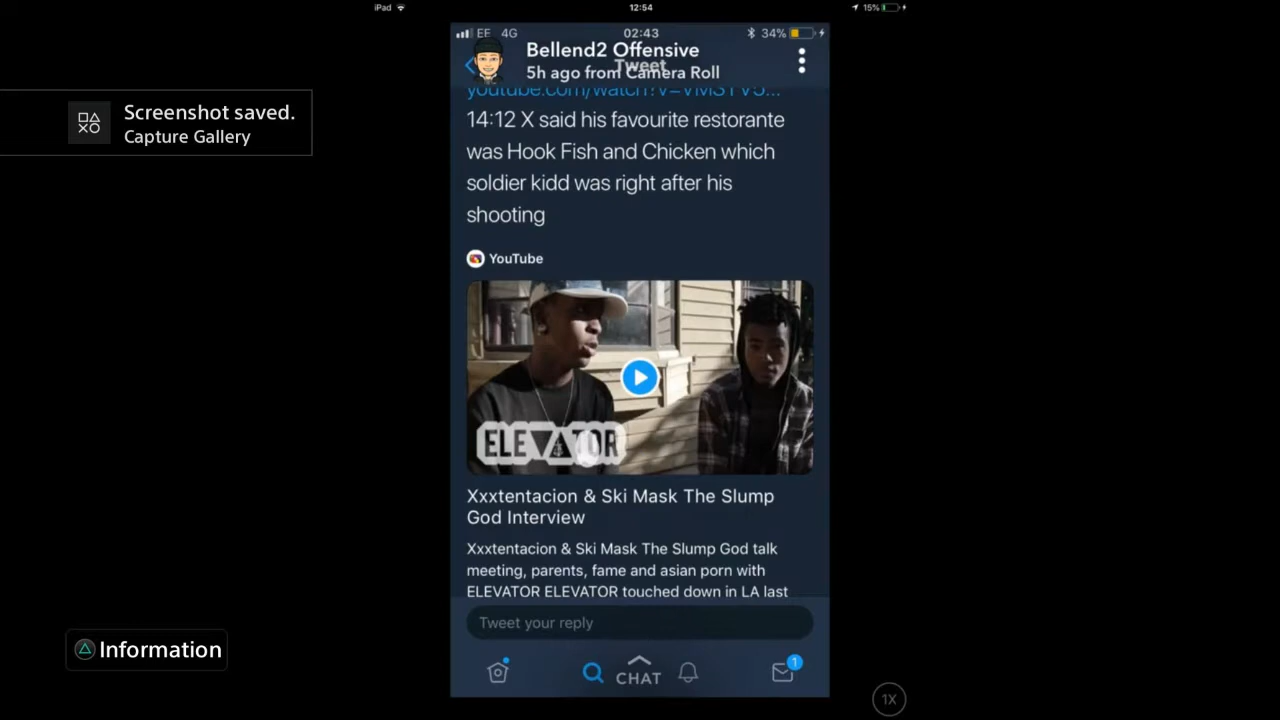 iPad
12:54
15%
EE 4G
02:43
34%
Bellend2 Offensive
Tweet
5h ago from Camera Roll
Screenshot saved.
Capture Gallery
14:12 X said his favourite restorante
was Hook Fish and Chicken which
soldier kidd was right after his
shooting
YouTube
ELEVATOR
Xxxtentacion & Ski Mask The Slump
God Interview
Xxxtentacion & Ski Mask The Slump God talk
meeting, parents, fame and asian porn with
ELEVATOR ELEVATOR touched down in LA last
Tweet your reply
Information
CHAT
1
1X